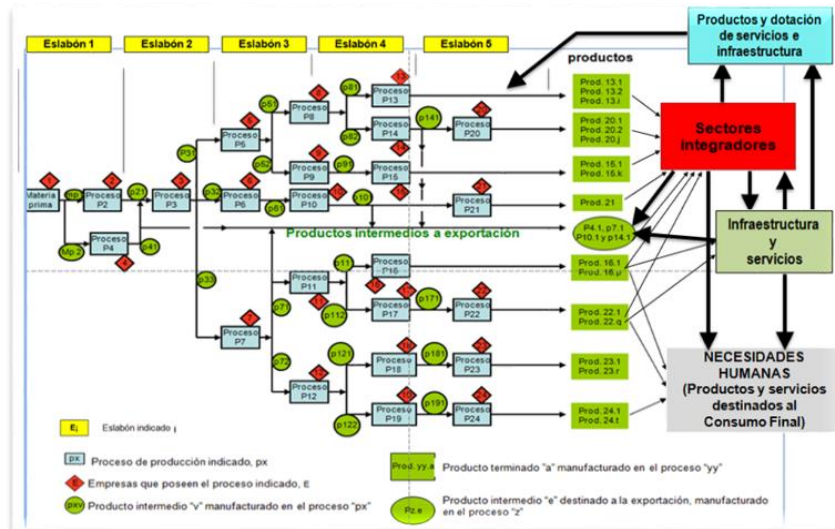 Eslabón 1
Eslabón 2
Eslabón 3
Eslabón 4
Eslabón 5
productos
Productos y dotación
de servicios e
infraestructura
Sectores
integradores
Infraestructura
y
servicios
NECESIDADES
HUMANAS
(Productos y servicios
destinados al
Consumo Final)
Materia
prima
Proceso
P2
p21
Proceso
P3
Mp 2
Proceso
P4
p41
P31
p32
p33
Proceso
P6
Proceso
P6
Proceso
P7
p61
p62
p71
p72
Proceso
P8
Proceso
P9
Proceso
P10
Proceso
P11
Proceso
P12
p81
p82
p91
p10
p11
p112
p121
p122
Proceso
P13
Proceso
P14
Proceso
P15
Proceso
P16
Proceso
P17
Proceso
P18
Proceso
P19
p141
p171
p181
p191
Proceso
P20
Proceso
P21
Proceso
P22
Proceso
P23
Proceso
P24
Productos intermedios a exportación
Prod. 13.1
Prod. 13.2
Prod. 13.i
Prod. 20.1
Prod. 20.2
Prod. 20.j
Prod. 15.1
Prod. 15.k
Prod. 21
P4.1, p7.1
P10.1 y p14.1
Prod. 16.1
Prod. 16.p
Prod. 22.1
Prod. 22.q
Prod. 23.1
Prod. 23.r
Prod. 24.1
Prod. 24.t
Ei Eslabón indicado i
px Proceso de producción indicado, px
E Empresas que poseen el proceso indicado, E
pxv Producto intermedio “v” manufacturado en el proceso “px”
Prod. yy.a Producto terminado “a” manufacturado en el proceso “yy”
Pz.e Producto intermedio “e” destinado a la exportación, manufacturado
en el proceso “z”